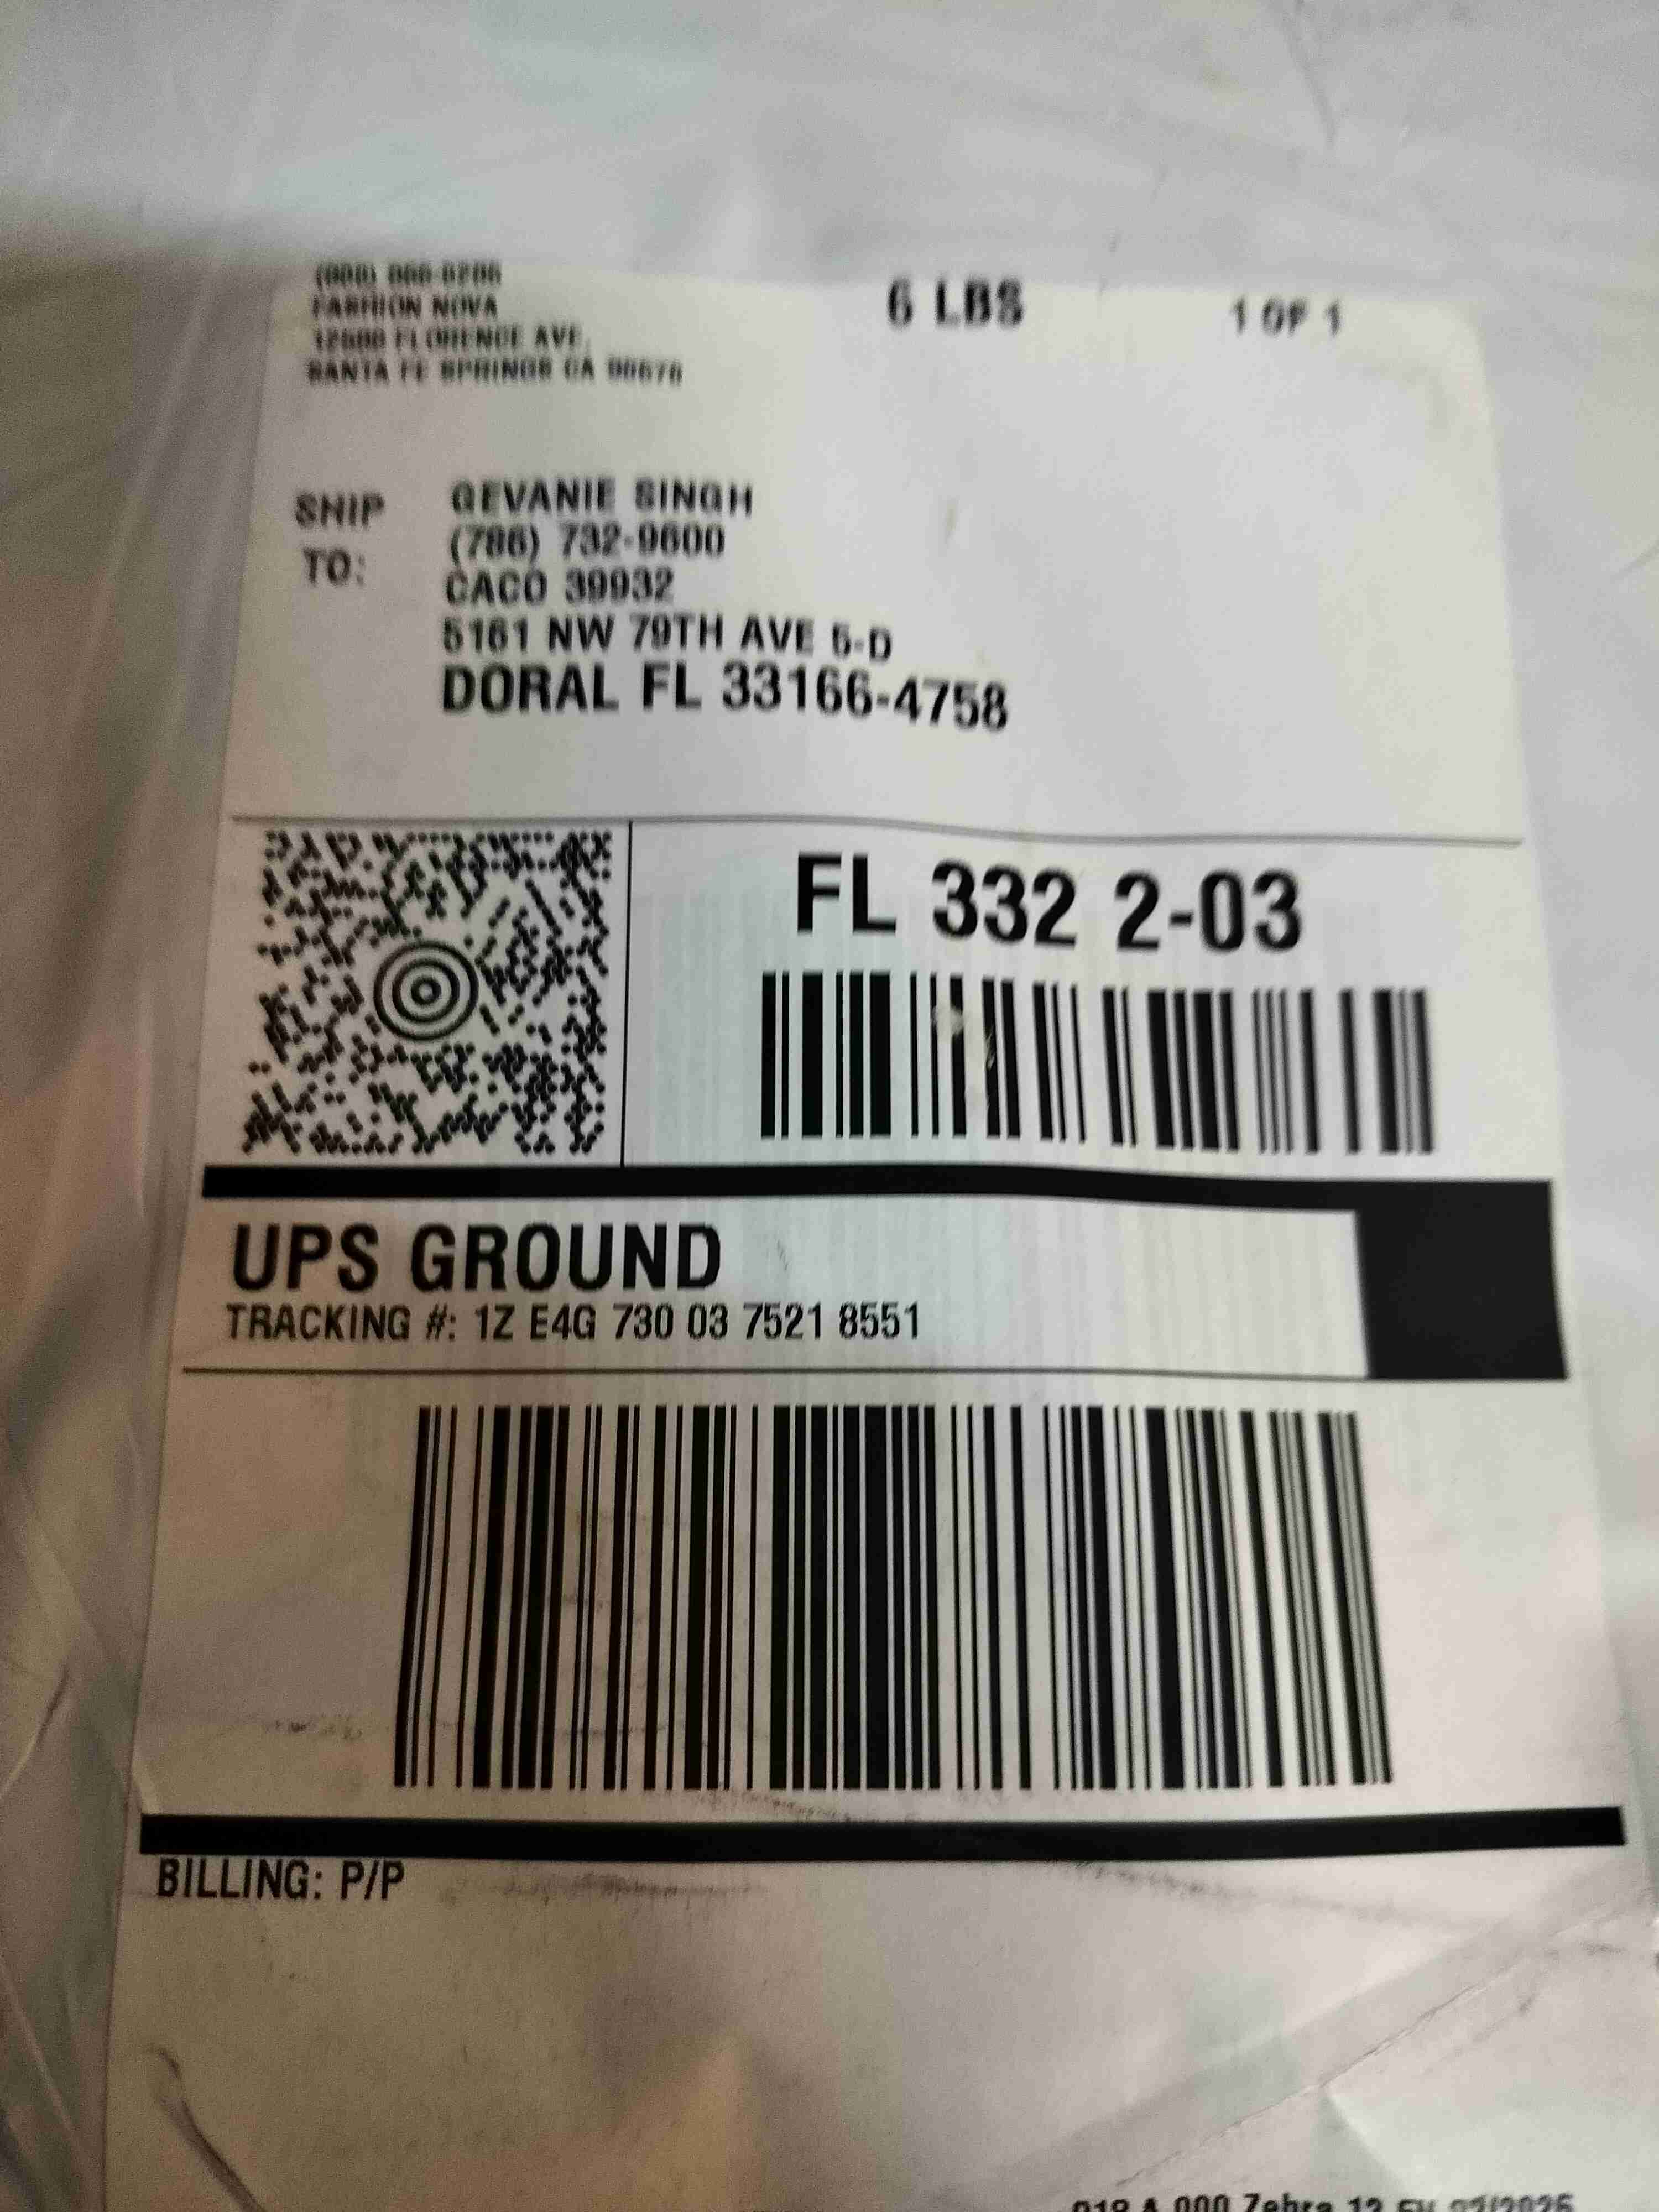 FASHION NOVA
FLORENCE AVE.
SANTA FE SPRINGS CA 90670
6 LBS
1 OF 1
SHIP TO:
GEVANIE SINGH
(786) 732-9600
CACO 39932
5161 NW 79TH AVE 5-D
DORAL FL 33166-4758
FL 332 2-03
UPS GROUND
TRACKING #: 1Z E4G 730 03 7521 8551
BILLING: P/P